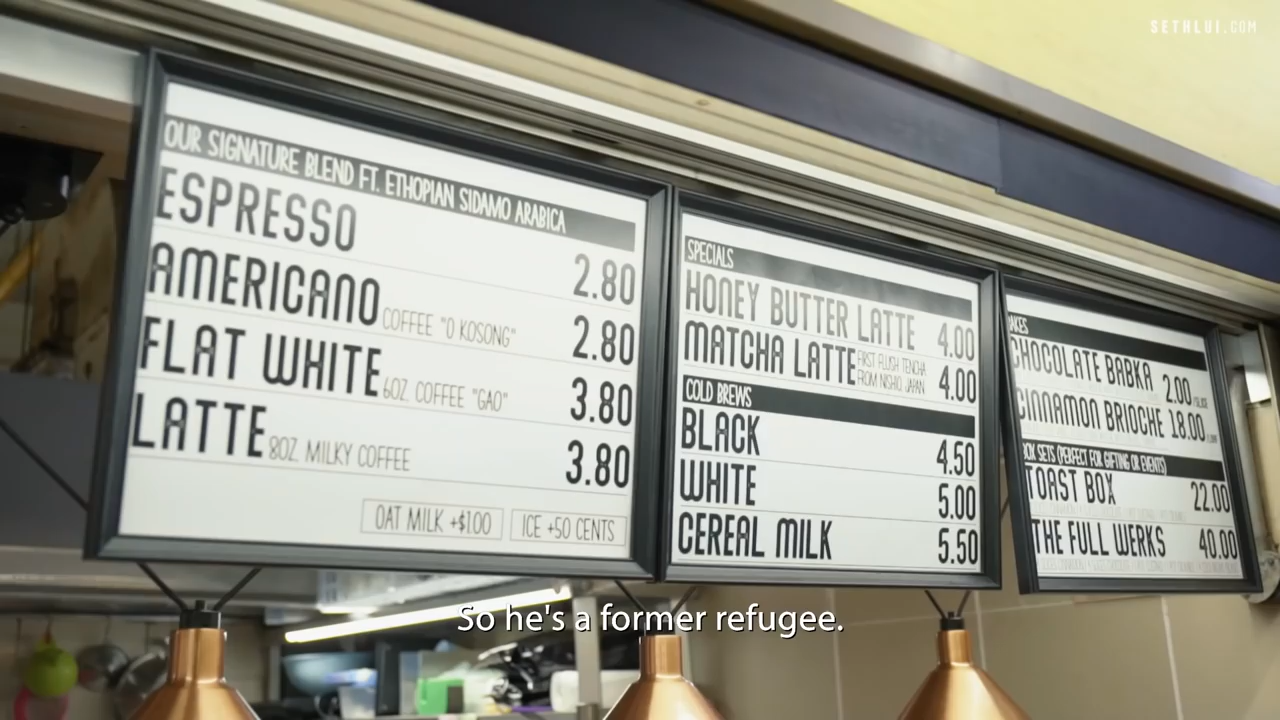 SETHLUI.COM
OUR SIGNATURE BLEND FT. ETHOPIAN SIDAMO ARABICA
ESPRESSO 2.80
AMERICANO COFFEE "O KOSONG" 2.80
FLAT WHITE 6OZ. COFFEE "GAO" 3.80
LATTE 8OZ. MILKY COFFEE 3.80
OAT MILK +$1.00
ICE +50 CENTS
SPECIALS
HONEY BUTTER LATTE 4.00
MATCHA LATTE FIRST FLUSH TENCHA FROM NISHIO JAPAN 4.00
COLD BREWS
BLACK 4.50
WHITE 5.00
CEREAL MILK 5.50
AKES
CHOCOLATE BABKA 2.00 /SLICE
CINNAMON BRIOCHE 18.00
BOX SETS (PERFECT FOR GIFTING OR EVENTS)
TOAST BOX 22.00
THE FULL WERKS 40.00
So he's a former refugee.